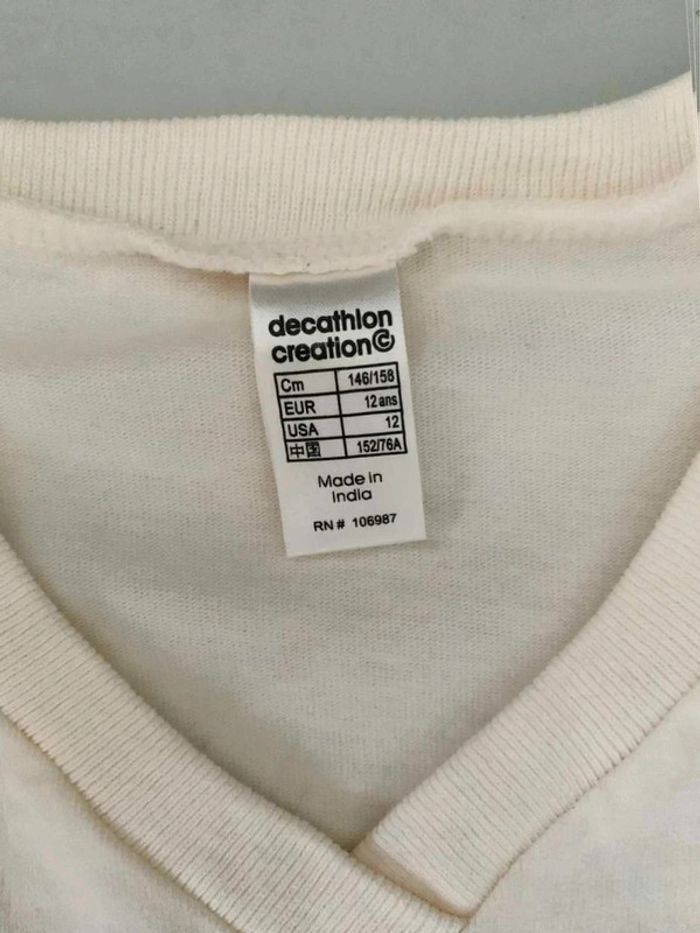 decathlon
creation©
Cm 146/158
EUR 12 ans
USA 12
中国 152/76A
Made in
India
RN# 106987